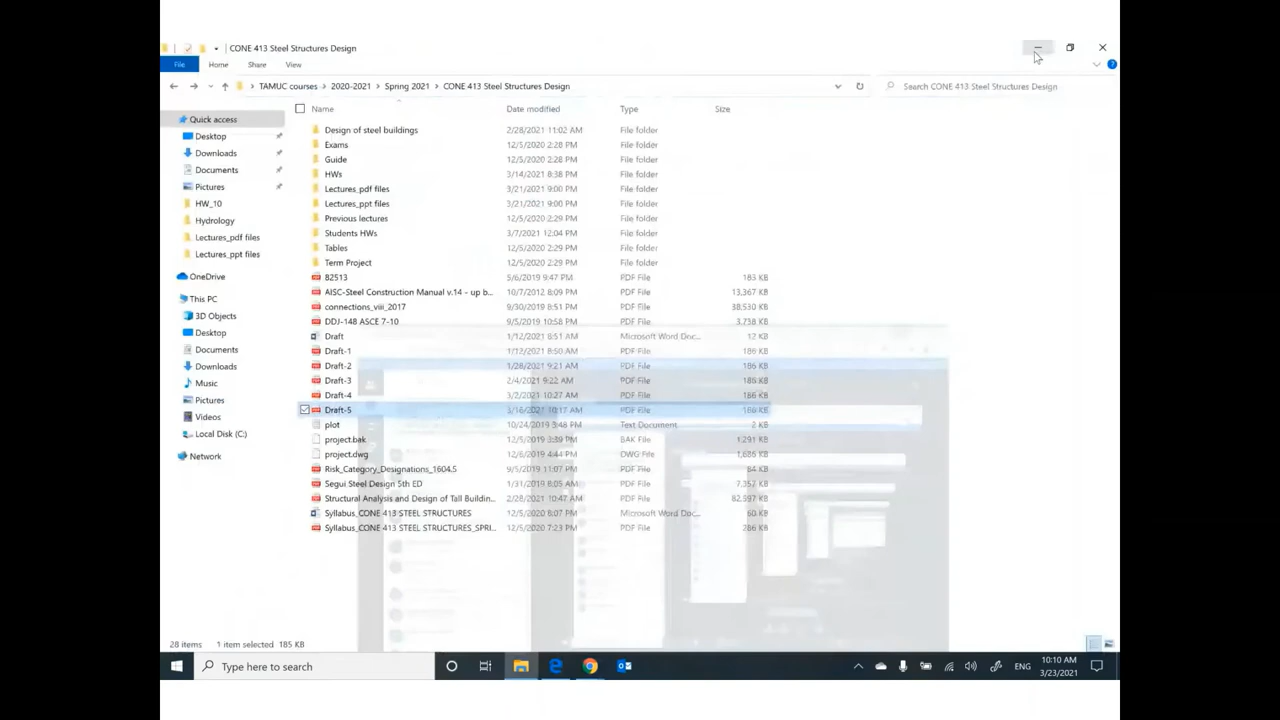 CONE 413 Steel Structures Design
File Home Share View
TAMUC courses 2020-2021 Spring 2021 CONE 413 Steel Structures Design Search CONE 413 Steel Structures Design
Name Date modified Type Size
Quick access
Desktop
Downloads
Documents
Pictures
HW_10
Hydrology
Lectures_pdf files
Lectures_ppt files
OneDrive
This PC
3D Objects
Desktop
Documents
Downloads
Music
Pictures
Videos
Local Disk (C:)
Network
Design of steel buildings 2/28/2021 11:02 AM File folder
Exams 12/5/2020 2:28 PM File folder
Guide 12/5/2020 2:28 PM File folder
HWs 3/14/2021 8:38 PM File folder
Lectures_pdf files 3/21/2021 9:00 PM File folder
Lectures_ppt files 3/21/2021 9:00 PM File folder
Previous lectures 12/5/2020 2:29 PM File folder
Students HWs 3/7/2021 12:04 PM File folder
Tables 12/5/2020 2:29 PM File folder
Term Project 12/5/2020 2:29 PM File folder
82513 5/6/2019 9:47 PM PDF File 183 KB
AISC-Steel Construction Manual v.14 - up b... 10/7/2012 8:09 PM PDF File 13,367 KB
connections_viii_2017 9/30/2019 8:51 PM PDF File 38,530 KB
DDJ-148 ASCE 7-10 9/5/2019 10:58 PM PDF File 3,738 KB
Draft 1/12/2021 8:51 AM Microsoft Word Doc... 12 KB
Draft-1 1/12/2021 8:50 AM PDF File 186 KB
Draft-2 1/28/2021 9:21 AM PDF File 186 KB
Draft-3 2/4/2021 9:22 AM PDF File 186 KB
Draft-4 3/2/2021 10:27 AM PDF File 186 KB
Draft-5 3/16/2021 10:17 AM PDF File 186 KB
plot 10/24/2019 3:48 PM Text Document 2 KB
project.bak 12/5/2019 3:39 PM BAK File 1,291 KB
project.dwg 12/6/2019 4:44 PM DWG File 1,686 KB
Risk_Category_Designations_1604.5 9/5/2019 11:07 PM PDF File 84 KB
Segui Steel Design 5th ED 1/31/2019 8:05 AM PDF File 7,357 KB
Structural Analysis and Design of Tall Buildin... 2/28/2021 10:47 AM PDF File 82,597 KB
Syllabus_CONE 413 STEEL STRUCTURES 12/5/2020 8:07 PM Microsoft Word Doc... 60 KB
Syllabus_CONE 413 STEEL STRUCTURES_SPRI... 12/5/2020 7:23 PM PDF File 286 KB
28 items 1 item selected 185 KB
Type here to search ENG 10:10 AM
3/23/2021